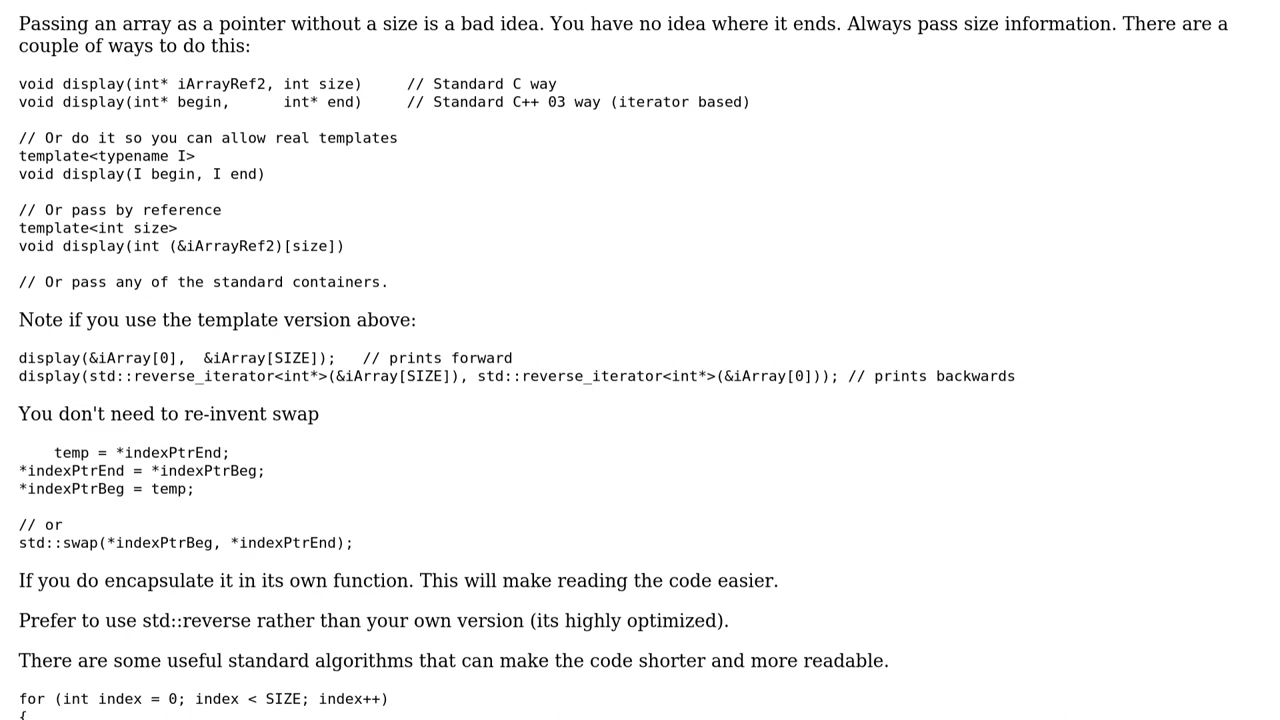 Passing an array as a pointer without a size is a bad idea. You have no idea where it ends. Always pass size information. There are a
couple of ways to do this:
void display(int* iArrayRef2, int size)     // Standard C way
void display(int* begin,      int* end)     // Standard C++ 03 way (iterator based)
// Or do it so you can allow real templates
template<typename I>
void display(I begin, I end)
// Or pass by reference
template<int size>
void display(int (&iArrayRef2)[size])
// Or pass any of the standard containers.
Note if you use the template version above:
display(&iArray[0],  &iArray[SIZE]);   // prints forward
display(std::reverse_iterator<int*>(&iArray[SIZE]), std::reverse_iterator<int*>(&iArray[0])); // prints backwards
You don't need to re-invent swap
    temp = *indexPtrEnd;
*indexPtrEnd = *indexPtrBeg;
*indexPtrBeg = temp;
// or
std::swap(*indexPtrBeg, *indexPtrEnd);
If you do encapsulate it in its own function. This will make reading the code easier.
Prefer to use std::reverse rather than your own version (its highly optimized).
There are some useful standard algorithms that can make the code shorter and more readable.
for (int index = 0; index < SIZE; index++)
{